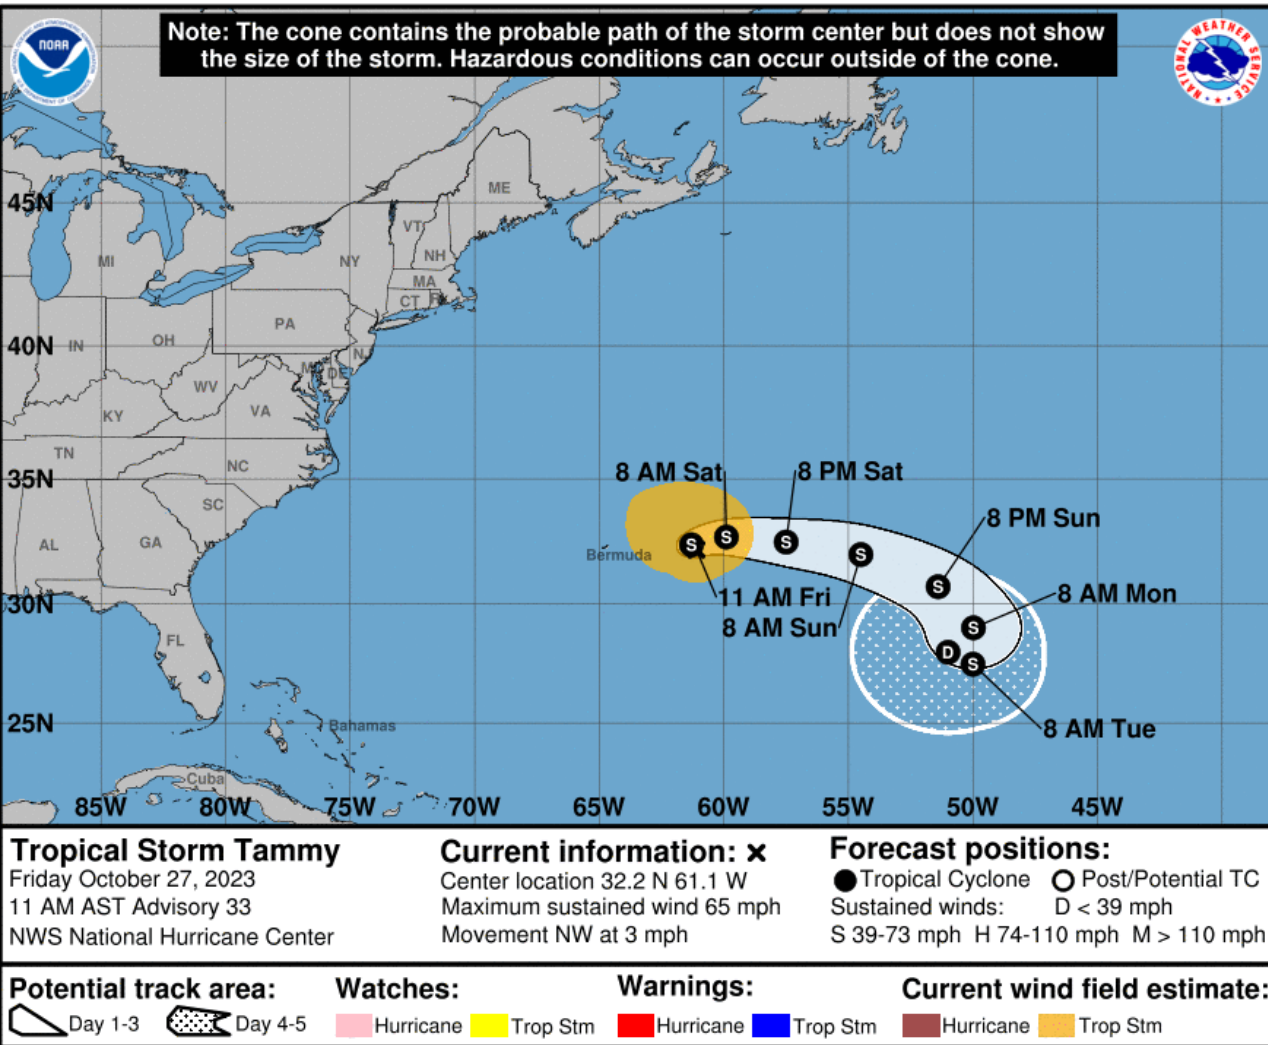 Note: The cone contains the probable path of the storm center but does not show
the size of the storm. Hazardous conditions can occur outside of the cone.
NOAA
NATIONAL WEATHER SERVICE
45N
40N
35N
30N
25N
ME
VT
NH
MI
NY
MA
CT
PA
IN
OH
NJ
DE
WV
VA
KY
TN
NC
SC
AL
GA
FL
8 AM Sat
8 PM Sat
8 PM Sun
Bermuda
S
S
S
S
S
11 AM Fri
8 AM Mon
8 AM Sun
S
D
S
8 AM Tue
Bahamas
Cuba
85W 80W 75W 70W 65W 60W 55W 50W 45W
Tropical Storm Tammy
Friday October 27, 2023
11 AM AST Advisory 33
NWS National Hurricane Center
Current information: x
Center location 32.2 N 61.1 W
Maximum sustained wind 65 mph
Movement NW at 3 mph
Forecast positions:
Tropical Cyclone Post/Potential TC
Sustained winds: D < 39 mph
S 39-73 mph H 74-110 mph M > 110 mph
Potential track area:
Day 1-3 Day 4-5
Watches:
Hurricane Trop Stm
Warnings:
Hurricane Trop Stm
Current wind field estimate:
Hurricane Trop Stm